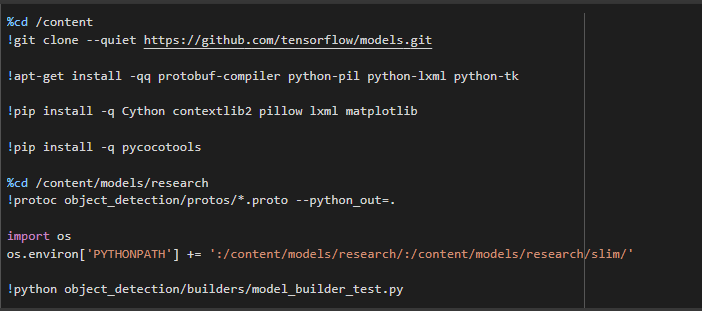 %cd /content
!git clone --quiet https://github.com/tensorflow/models.git
!apt-get install -qq protobuf-compiler python-pil python-lxml python-tk
!pip install -q Cython contextlib2 pillow lxml matplotlib
!pip install -q pycocotools
%cd /content/models/research
!protoc object_detection/protos/*.proto --python_out=.
import os
os.environ['PYTHONPATH'] += ':/content/models/research/:/content/models/research/slim/'
!python object_detection/builders/model_builder_test.py